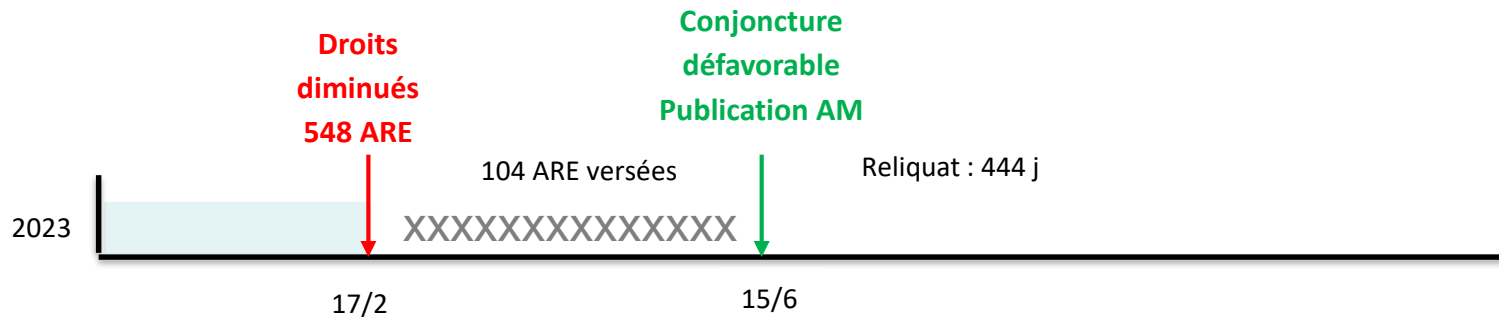 Droits
diminués
548 ARE
Conjoncture
défavorable
Publication AM
104 ARE versées
Reliquat : 444 j
2023
XXXXXXXXXXXXXX
17/2
15/6